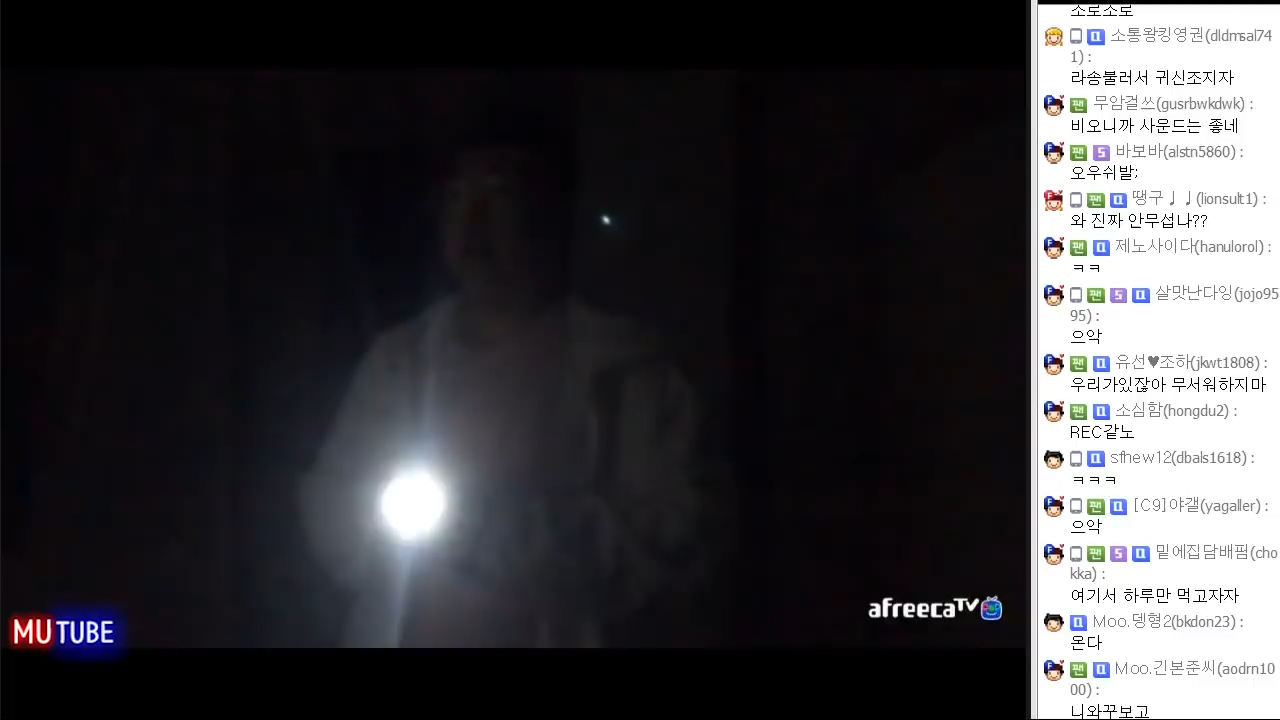 소로소로
소통왕킹영권(dldmsal74
1) :
라송불러서 귀신조지자
무암걸쓰(gusrbwkdwk) :
비오니까 사운드는 좋네
바보바(alstn5860) :
오우쉬발;
땡구♩♩(lionsult1) :
와 진짜 안무섭나??
제노사이다(hanulorol) :
ㅋㅋ
살맛난다잉(jojo95
95) :
으악
유선♥조하(jkwt1808) :
우리가있잖아 무서워하지마
소심함(hongdu2) :
REC같노
sfhew12(dbals1618) :
ㅋㅋㅋ
[C9]야갤(yagaller) :
으악
밑에집담배핌(cho
kka) :
여기서 하루만 먹고자자
Moo.뎅형2(bkdon23) :
온다
Moo.긴본준씨(aodrn10
00) :
니와꾸보고
afreecaTV
MUTUBE